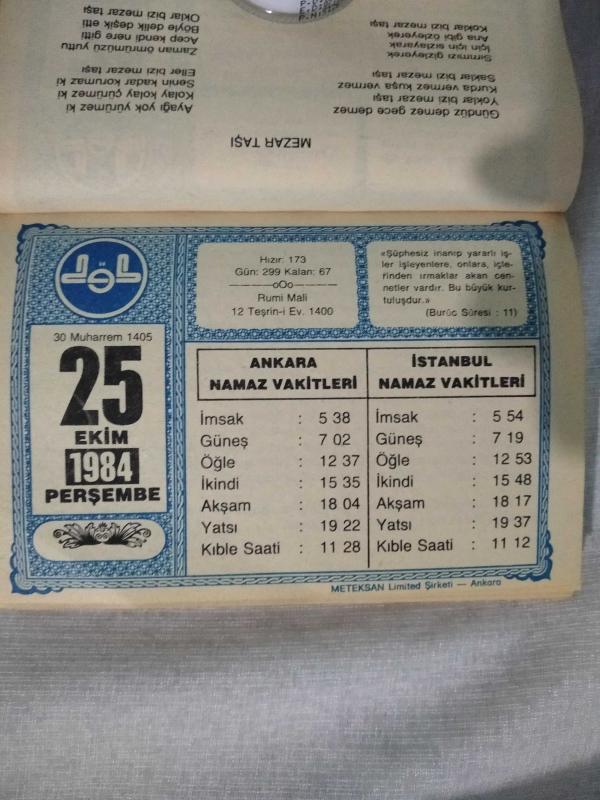 MEZAR TAŞI
Gündüz demez gece demez
Yoklar bizi mezar taşı
Kurda vermez kuşa vermez
Saklar bizi mezar taşı
Sırrımızı gizleyerek
İçin için sızlayarak
Ana gibi özleyerek
Koklar bizi mezar taşı
Ayağı yok yürümez ki
Kolay kolay çürümez ki
Senin kadar korumaz ki
Eller bizi mezar taşı
Zaman ömrümüzü yuttu
Acep kendi nere gitti
Böyle delik deşik etti
Oklar bizi mezar taşı
30 Muharrem 1405
25
EKİM
1984
PERŞEMBE
Hızır: 173
Gün: 299 Kalan: 67
———oOo———
Rumi Mali
12 Teşrin-i Ev. 1400
«Şüphesiz inanıp yararlı iş-
ler işleyenlere, onlara, içle-
rinden ırmaklar akan cen-
netler vardır. Bu büyük kur-
tuluşdur.»
(Burûc Sûresi : 11)
ANKARA
NAMAZ VAKİTLERİ
İmsak : 5 38
Güneş : 7 02
Öğle : 12 37
İkindi : 15 35
Akşam : 18 04
Yatsı : 19 22
Kıble Saati : 11 28
İSTANBUL
NAMAZ VAKİTLERİ
İmsak : 5 54
Güneş : 7 19
Öğle : 12 53
İkindi : 15 48
Akşam : 18 17
Yatsı : 19 37
Kıble Saati : 11 12
METEKSAN Limited Şirketi — Ankara